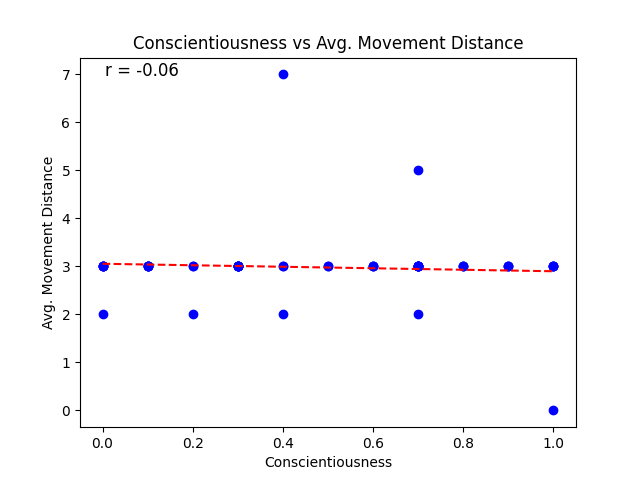 Conscientiousness vs Avg. Movement Distance
r = -0.06
7
6
5
4
3
2
1
0
Avg. Movement Distance
0.0 0.2 0.4 0.6 0.8 1.0
Conscientiousness